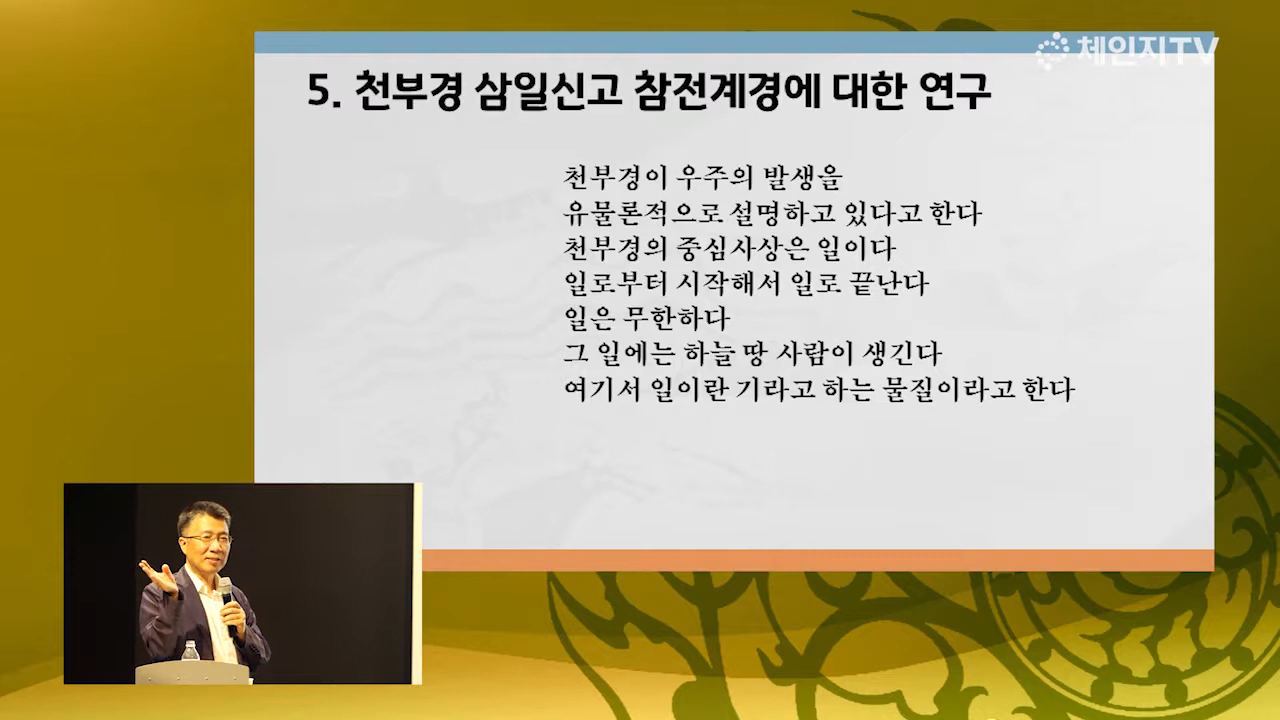 체인지TV
5. 천부경 삼일신고 참전계경에 대한 연구
천부경이 우주의 발생을
유물론적으로 설명하고 있다고 한다
천부경의 중심사상은 일이다
일로부터 시작해서 일로 끝난다
일은 무한하다
그 일에는 하늘 땅 사람이 생긴다
여기서 일이란 기라고 하는 물질이라고 한다